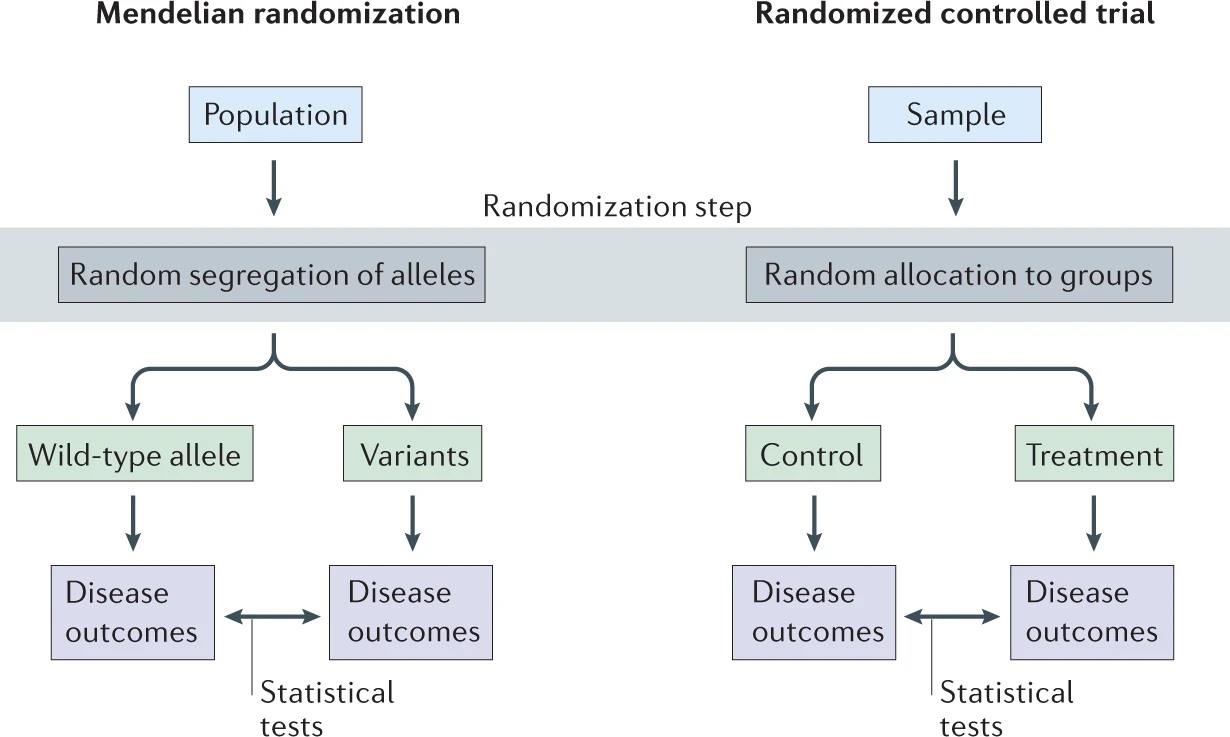 Mendelian randomization
Randomized controlled trial
Population
Sample
Randomization step
Random segregation of alleles
Random allocation to groups
Wild-type allele
Variants
Control
Treatment
Disease
outcomes
Disease
outcomes
Disease
outcomes
Disease
outcomes
Statistical
tests
Statistical
tests